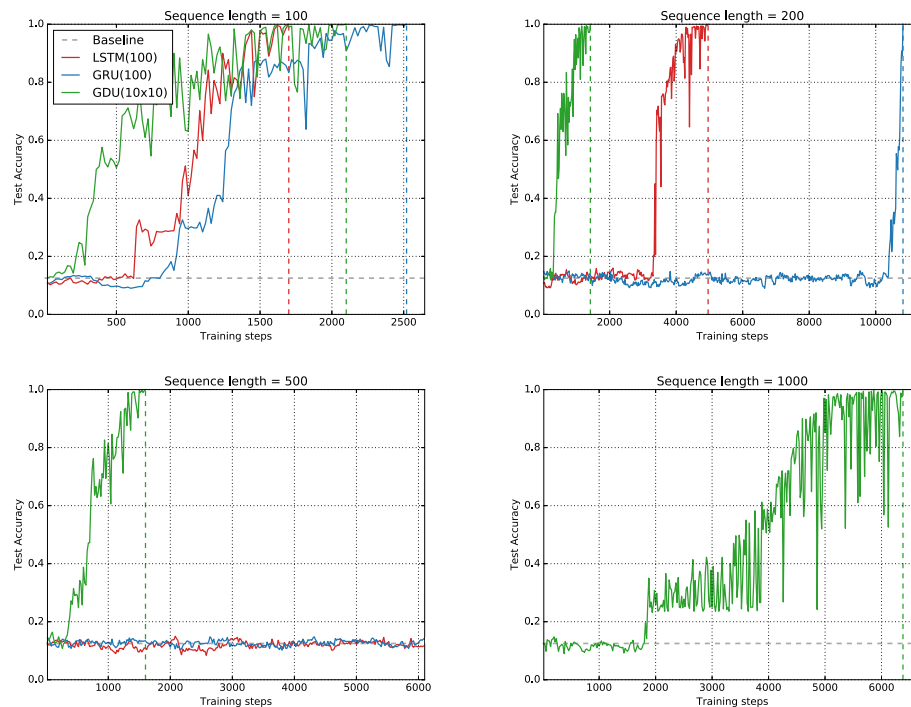 Sequence length = 100
1.0
0.8
0.6
0.4
0.2
0.0
Test Accuracy
Baseline
LSTM(100)
GRU(100)
GDU(10x10)
500 1000 1500 2000 2500
Training steps
Sequence length = 200
1.0
0.8
0.6
0.4
0.2
0.0
Test Accuracy
2000 4000 6000 8000 10000
Training steps
Sequence length = 500
1.0
0.8
0.6
0.4
0.2
0.0
Test Accuracy
1000 2000 3000 4000 5000 6000
Training steps
Sequence length = 1000
1.0
0.8
0.6
0.4
0.2
0.0
Test Accuracy
1000 2000 3000 4000 5000 6000
Training steps